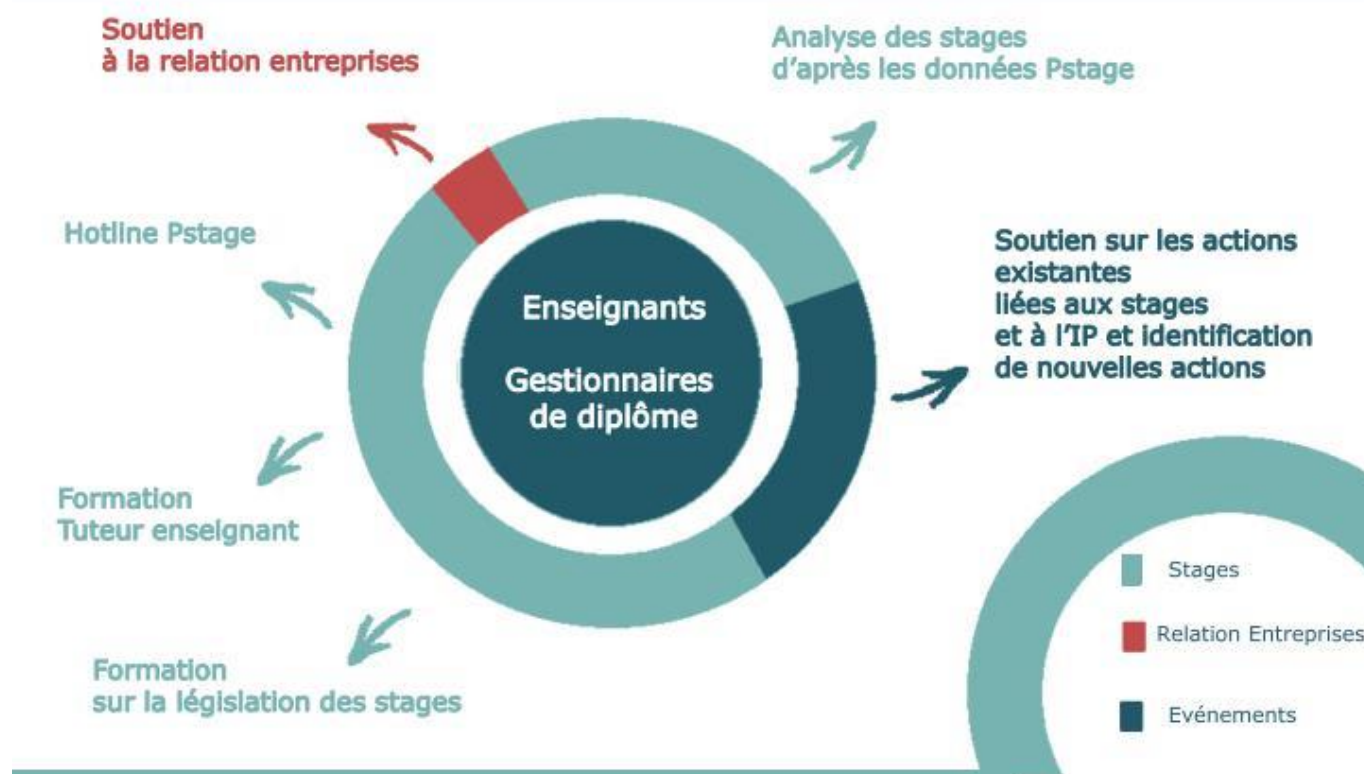 Soutien
à la relation entreprises
Analyse des stages
d'après les données Pstage
Hotline Pstage
Soutien sur les actions
existantes
liées aux stages
et à l'IP et identification
de nouvelles actions
Enseignants
Gestionnaires
de diplôme
Formation
Tuteur enseignant
Formation
sur la législation des stages
Stages
Relation Entreprises
Evénements